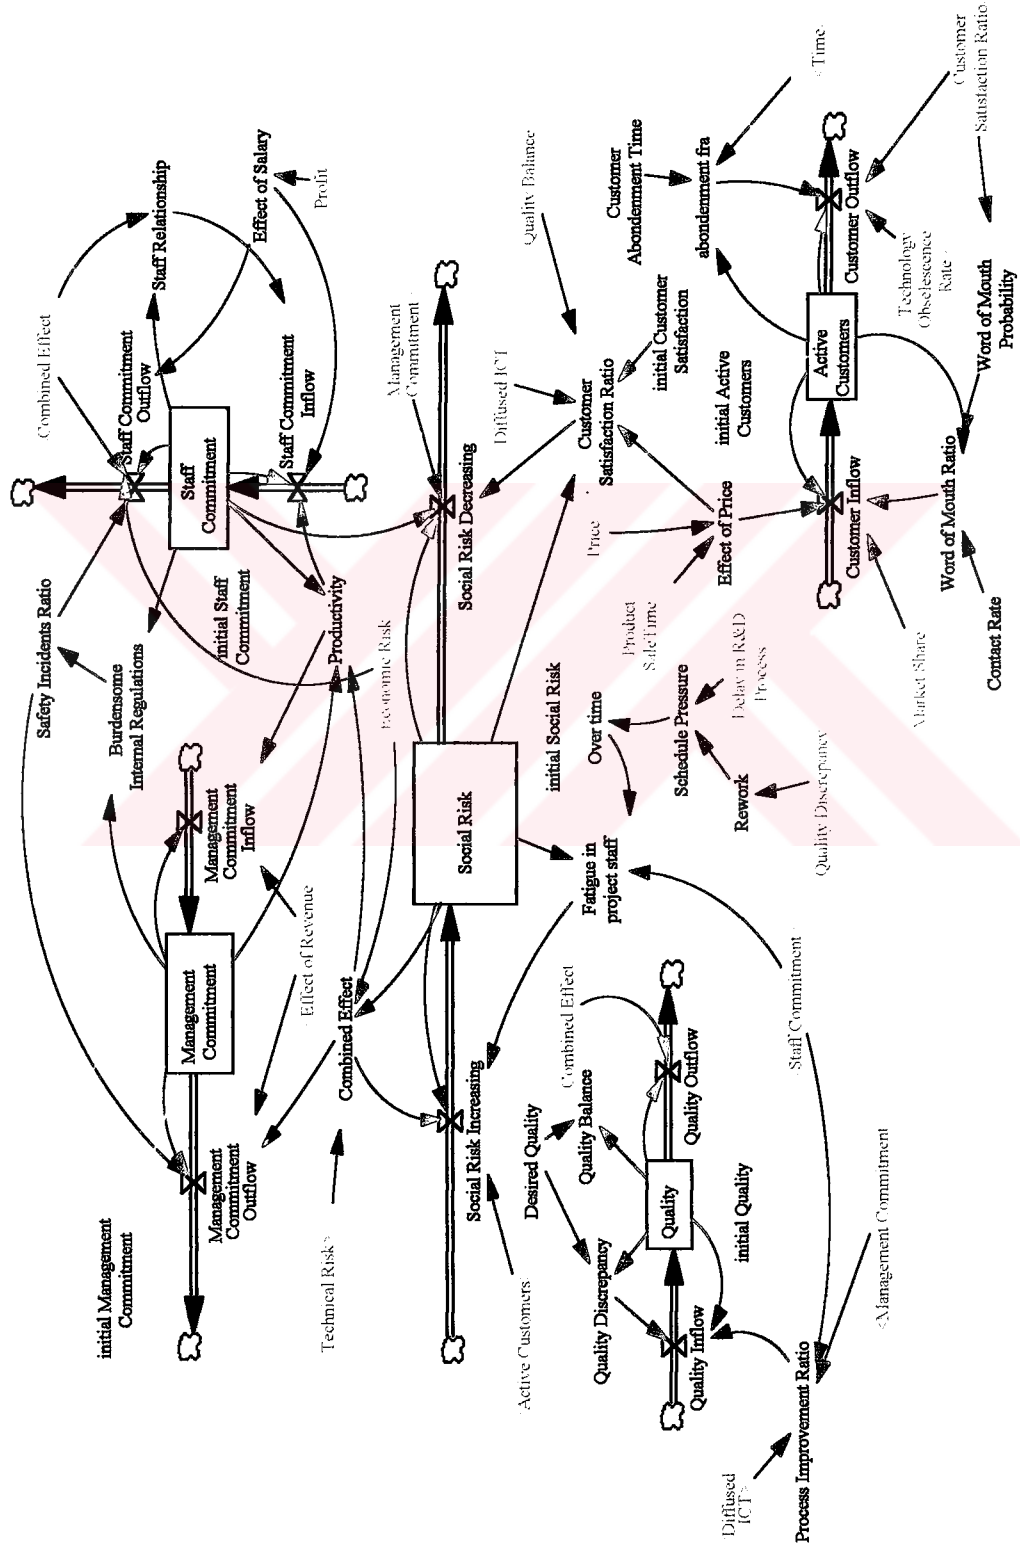 Safety Incidents Ratio
Combined Effect
initial Management
Commitment
Burdensome
Internal Regulations
Staff Commitment
Outflow
Staff Relationship
Management
Commitment
Staff
Commitment
Management
Commitment
Outflow
Management
Commitment
Inflow
initial Staff
Commitment
Effect of Salary
Staff Commitment
Inflow
Profit
Effect of Revenue
Technical Risk>
Combined Effect
Productivity
Economic Risk
Management
Commitment
Social Risk
Social Risk Increasing
Social Risk Decreasing
Diffused ICT
Active Customers
Desired Quality
Quality Balance
Combined Effect
Quality Balance
initial Social Risk
Customer
Satisfaction Ratio
Fatigue in
project staff
Over time
Price
Quality Discrepancy
Product
Sale Time
initial Customer
Satisfaction
Customer
Abondenment Time
Quality
Quality Inflow
Quality Outflow
Schedule Pressure
Effect of Price
initial Active
Customers
abondenment fra
initial Quality
Rework
Delay in R&D
Process
Diffused
ICT>
Process Improvement Ratio
<Staff Commitment
Quality Discrepancy
Active
Customers
<Time
Customer Inflow
Customer Outflow
<Management Commitment
Market Share
Technology
Obselescence
Rate
Word of Mouth Ratio
Customer
Satisfaction Ratio
Contact Rate
Word of Mouth
Probability